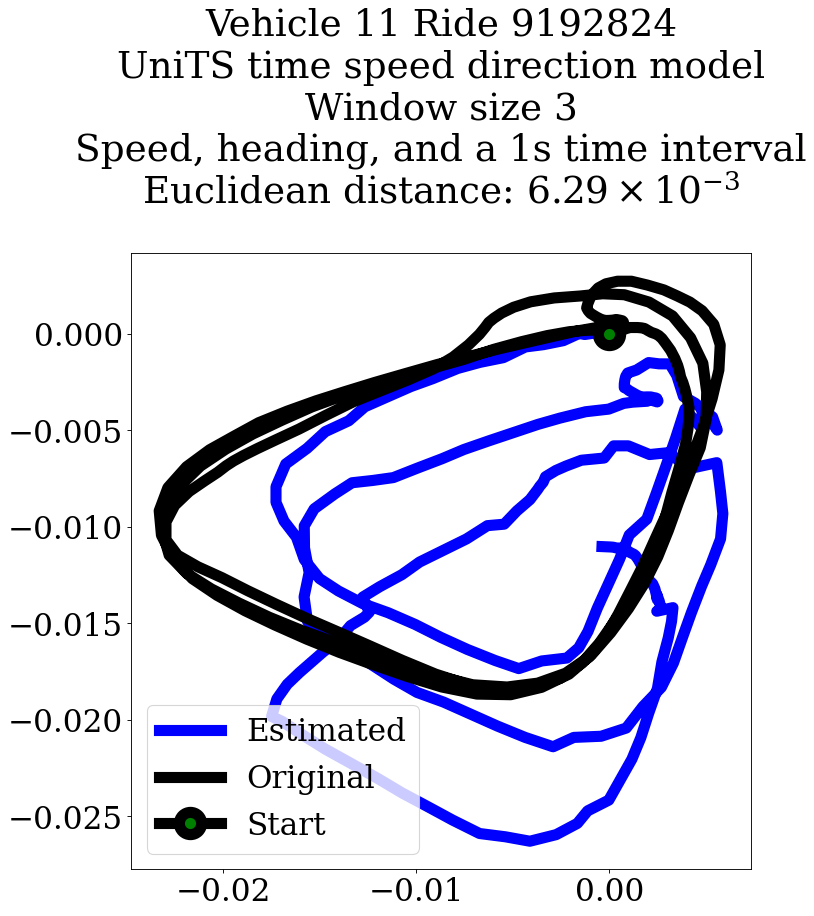 Vehicle 11 Ride 9192824
UniTS time speed direction model
Window size 3
Speed, heading, and a 1s time interval
Euclidean distance: 6.29 × 10⁻³
0.000
−0.005
−0.010
−0.015
−0.020
−0.025
Estimated
Original
Start
−0.02 −0.01 0.00